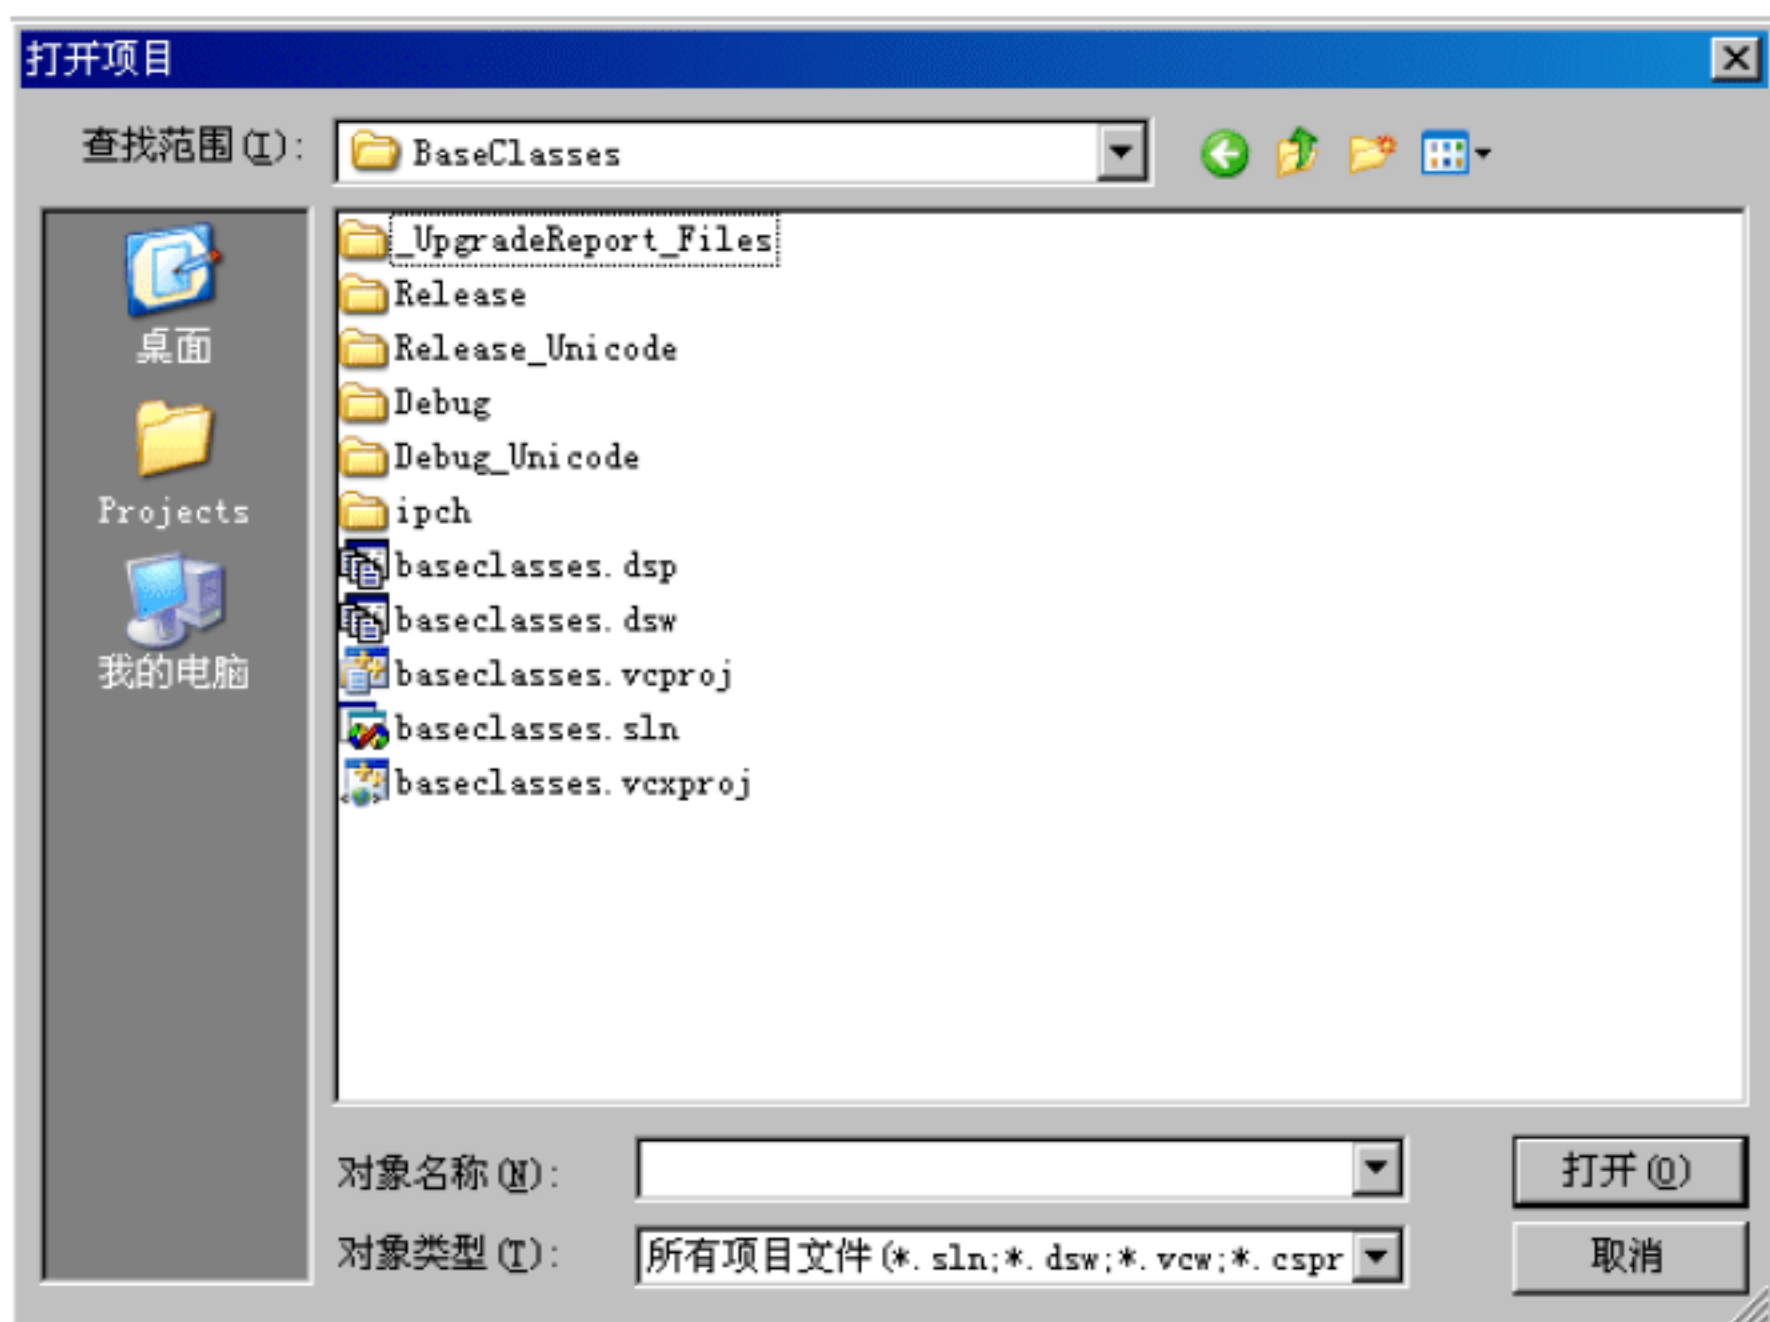 打开项目
查找范围(I):
BaseClasses
桌面
Projects
我的电脑
_UpgradeReport_Files
Release
Release_Unicode
Debug
Debug_Unicode
ipch
baseclasses.dsp
baseclasses.dsw
baseclasses.vcproj
baseclasses.sln
baseclasses.vcxproj
对象名称(N):
打开(O)
对象类型(T):
所有项目文件(*.sln;*.dsw;*.vcw;*.cspr
取消